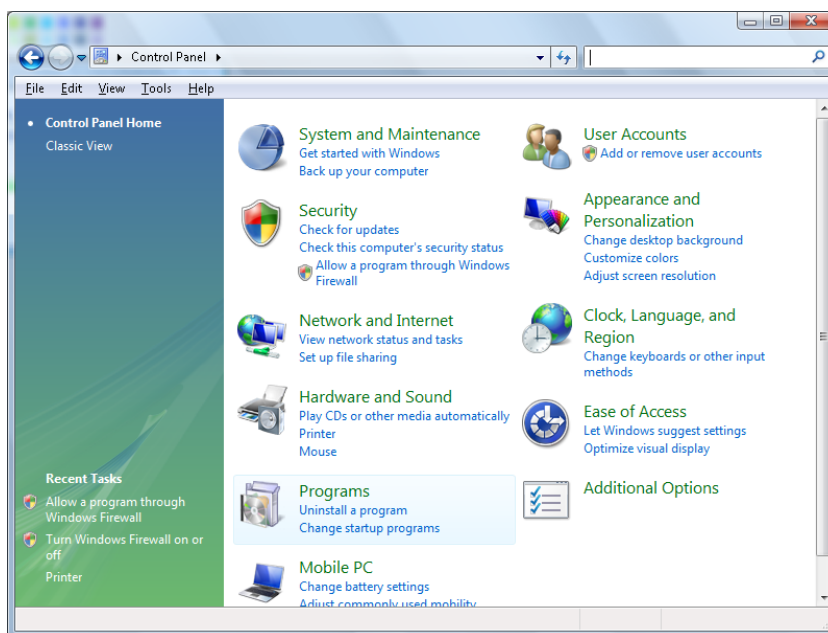 Control Panel
File Edit View Tools Help
Control Panel Home
Classic View
Recent Tasks
Allow a program through
Windows Firewall
Turn Windows Firewall on or
off
Printer
System and Maintenance
Get started with Windows
Back up your computer
Security
Check for updates
Check this computer's security status
Allow a program through Windows
Firewall
Network and Internet
View network status and tasks
Set up file sharing
Hardware and Sound
Play CDs or other media automatically
Printer
Mouse
Programs
Uninstall a program
Change startup programs
Mobile PC
Change battery settings
Adjust commonly used mobility
User Accounts
Add or remove user accounts
Appearance and
Personalization
Change desktop background
Customize colors
Adjust screen resolution
Clock, Language, and
Region
Change keyboards or other input
methods
Ease of Access
Let Windows suggest settings
Optimize visual display
Additional Options